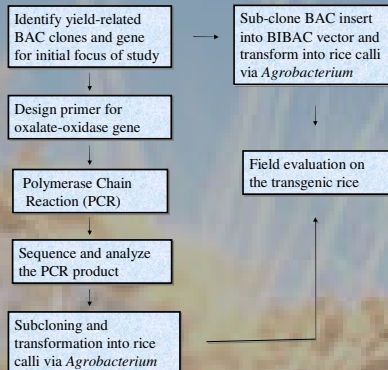 Identify yield-related
BAC clones and gene
for initial focus of study
Sub-clone BAC insert
into BIBAC vector and
transform into rice calli
via Agrobacterium
Design primer for
oxalate-oxidase gene
Polymerase Chain
Reaction (PCR)
Field evaluation on
the transgenic rice
Sequence and analyze
the PCR product
Subcloning and
transformation into rice
calli via Agrobacterium